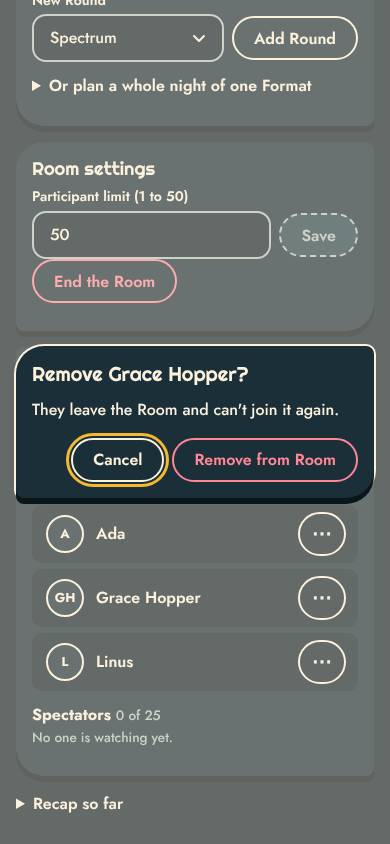 New Round
Spectrum
Add Round
Or plan a whole night of one Format
Room settings
Participant limit (1 to 50)
50
Save
End the Room
Remove Grace Hopper?
They leave the Room and can't join it again.
Cancel
Remove from Room
A
Ada
GH
Grace Hopper
L
Linus
Spectators 0 of 25
No one is watching yet.
Recap so far